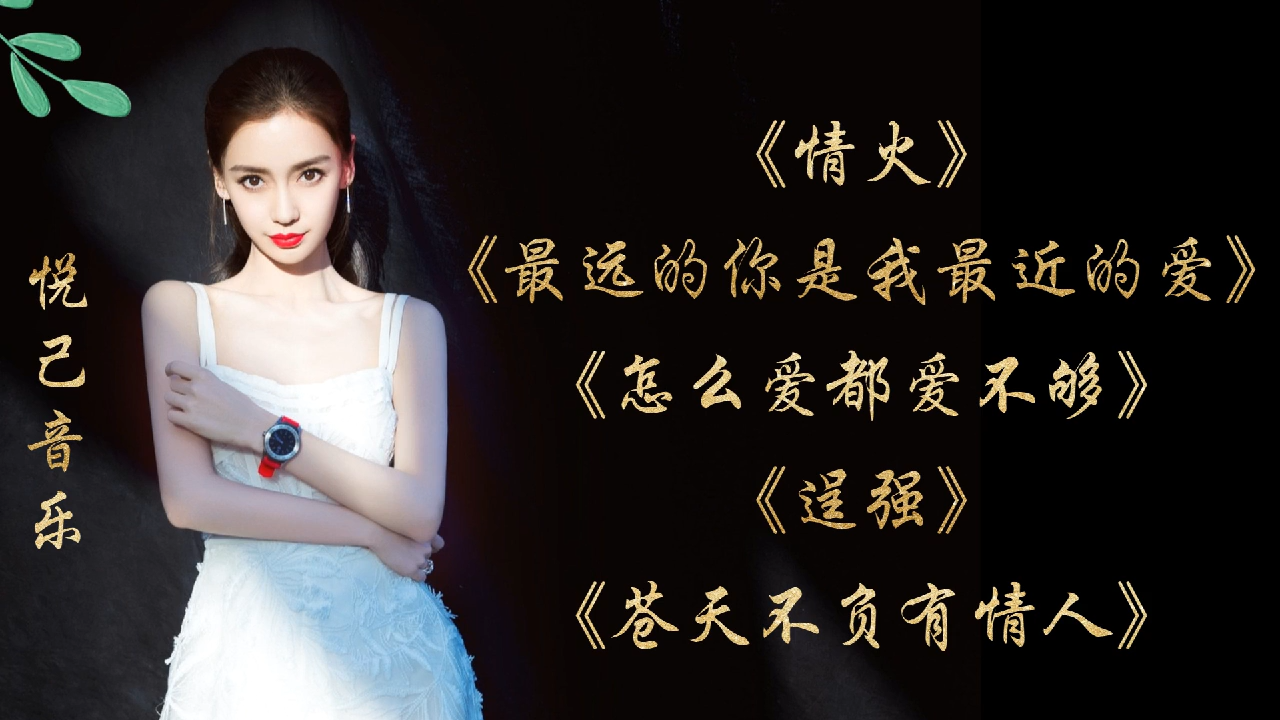 悦己音乐
《情火》
《最远的你是我最近的爱》
《怎么爱都爱不够》
《逞强》
《苍天不负有情人》